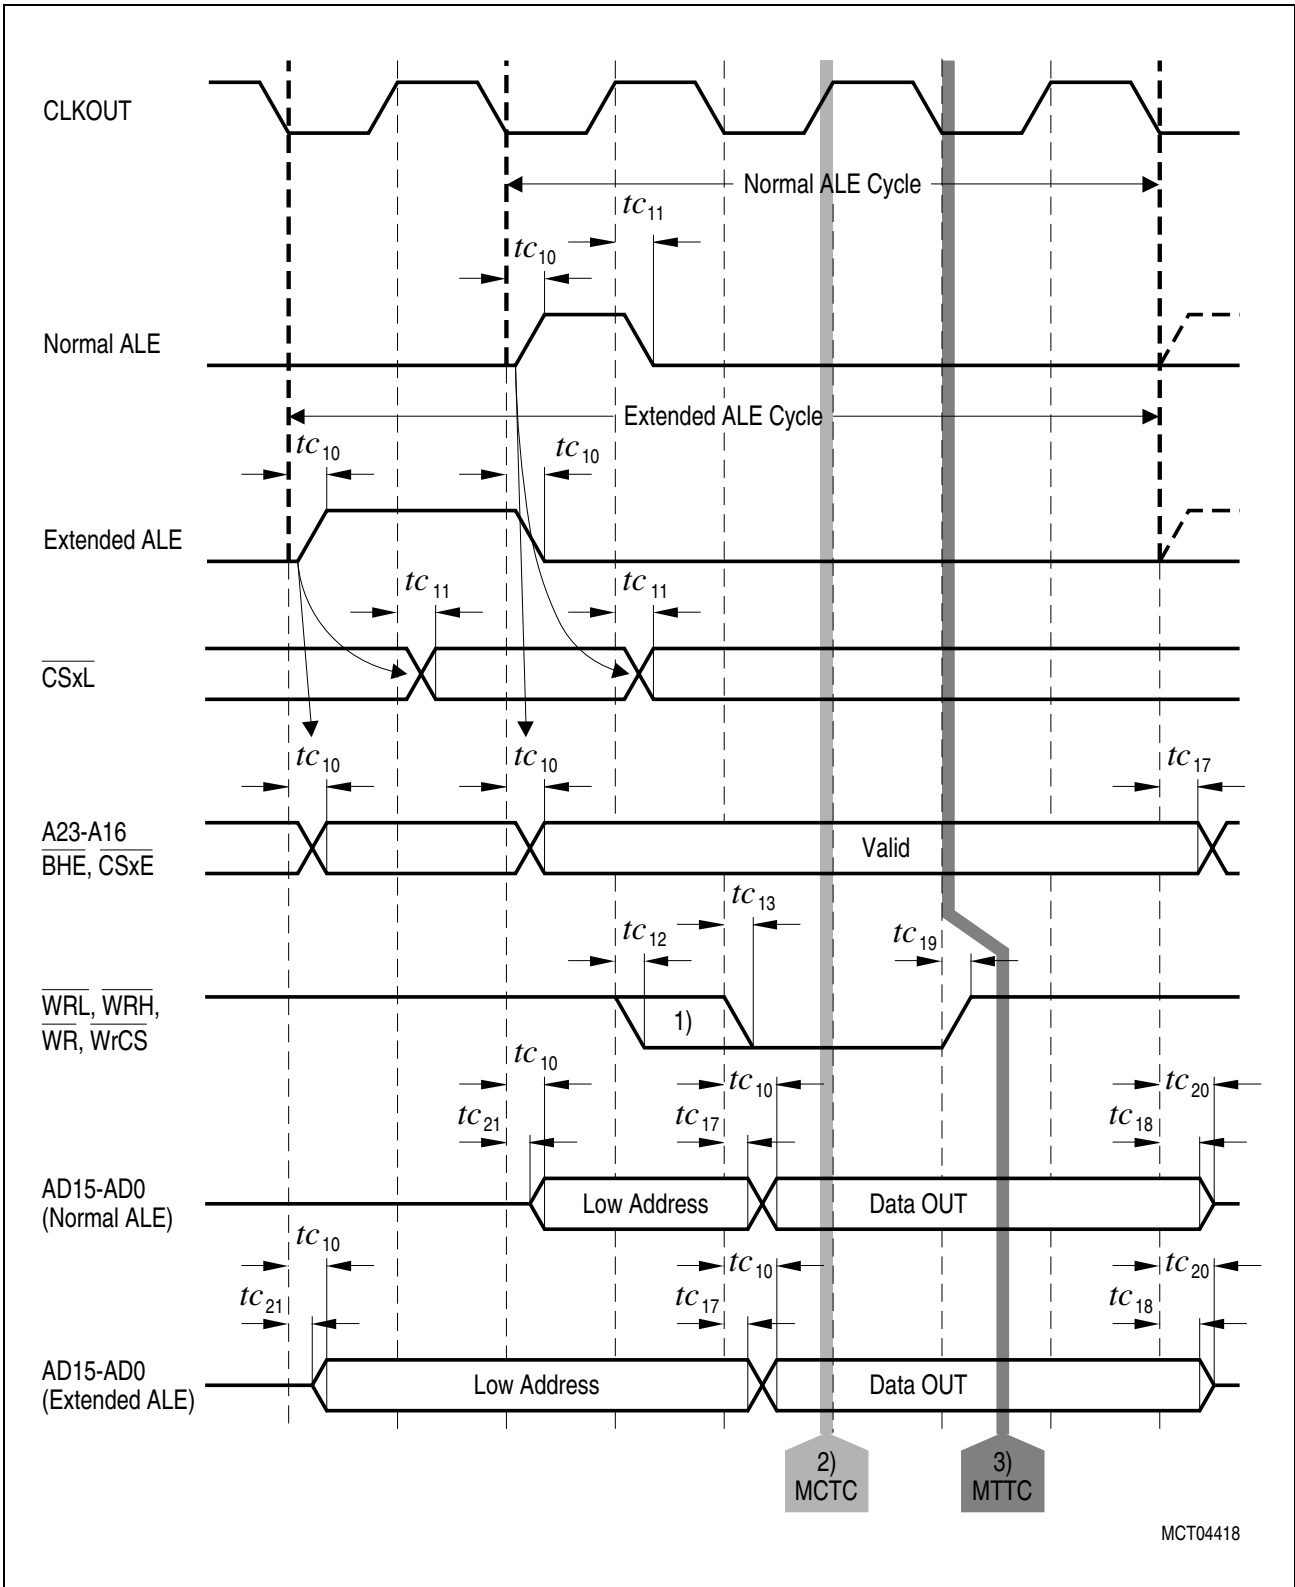 CLKOUT
Normal ALE Cycle
tc11
tc10
Normal ALE
Extended ALE Cycle
tc10
tc10
Extended ALE
tc11
tc11
CSxL
tc10
tc10
tc17
A23-A16
BHE, CSxE
Valid
tc13
tc12
tc19
WRL, WRH,
WR, WrCS
1)
tc10
tc10
tc20
tc21
tc17
tc18
AD15-AD0
(Normal ALE)
Low Address
Data OUT
tc10
tc10
tc20
tc21
tc17
tc18
AD15-AD0
(Extended ALE)
Low Address
Data OUT
2)
MCTC
3)
MTTC
MCT04418